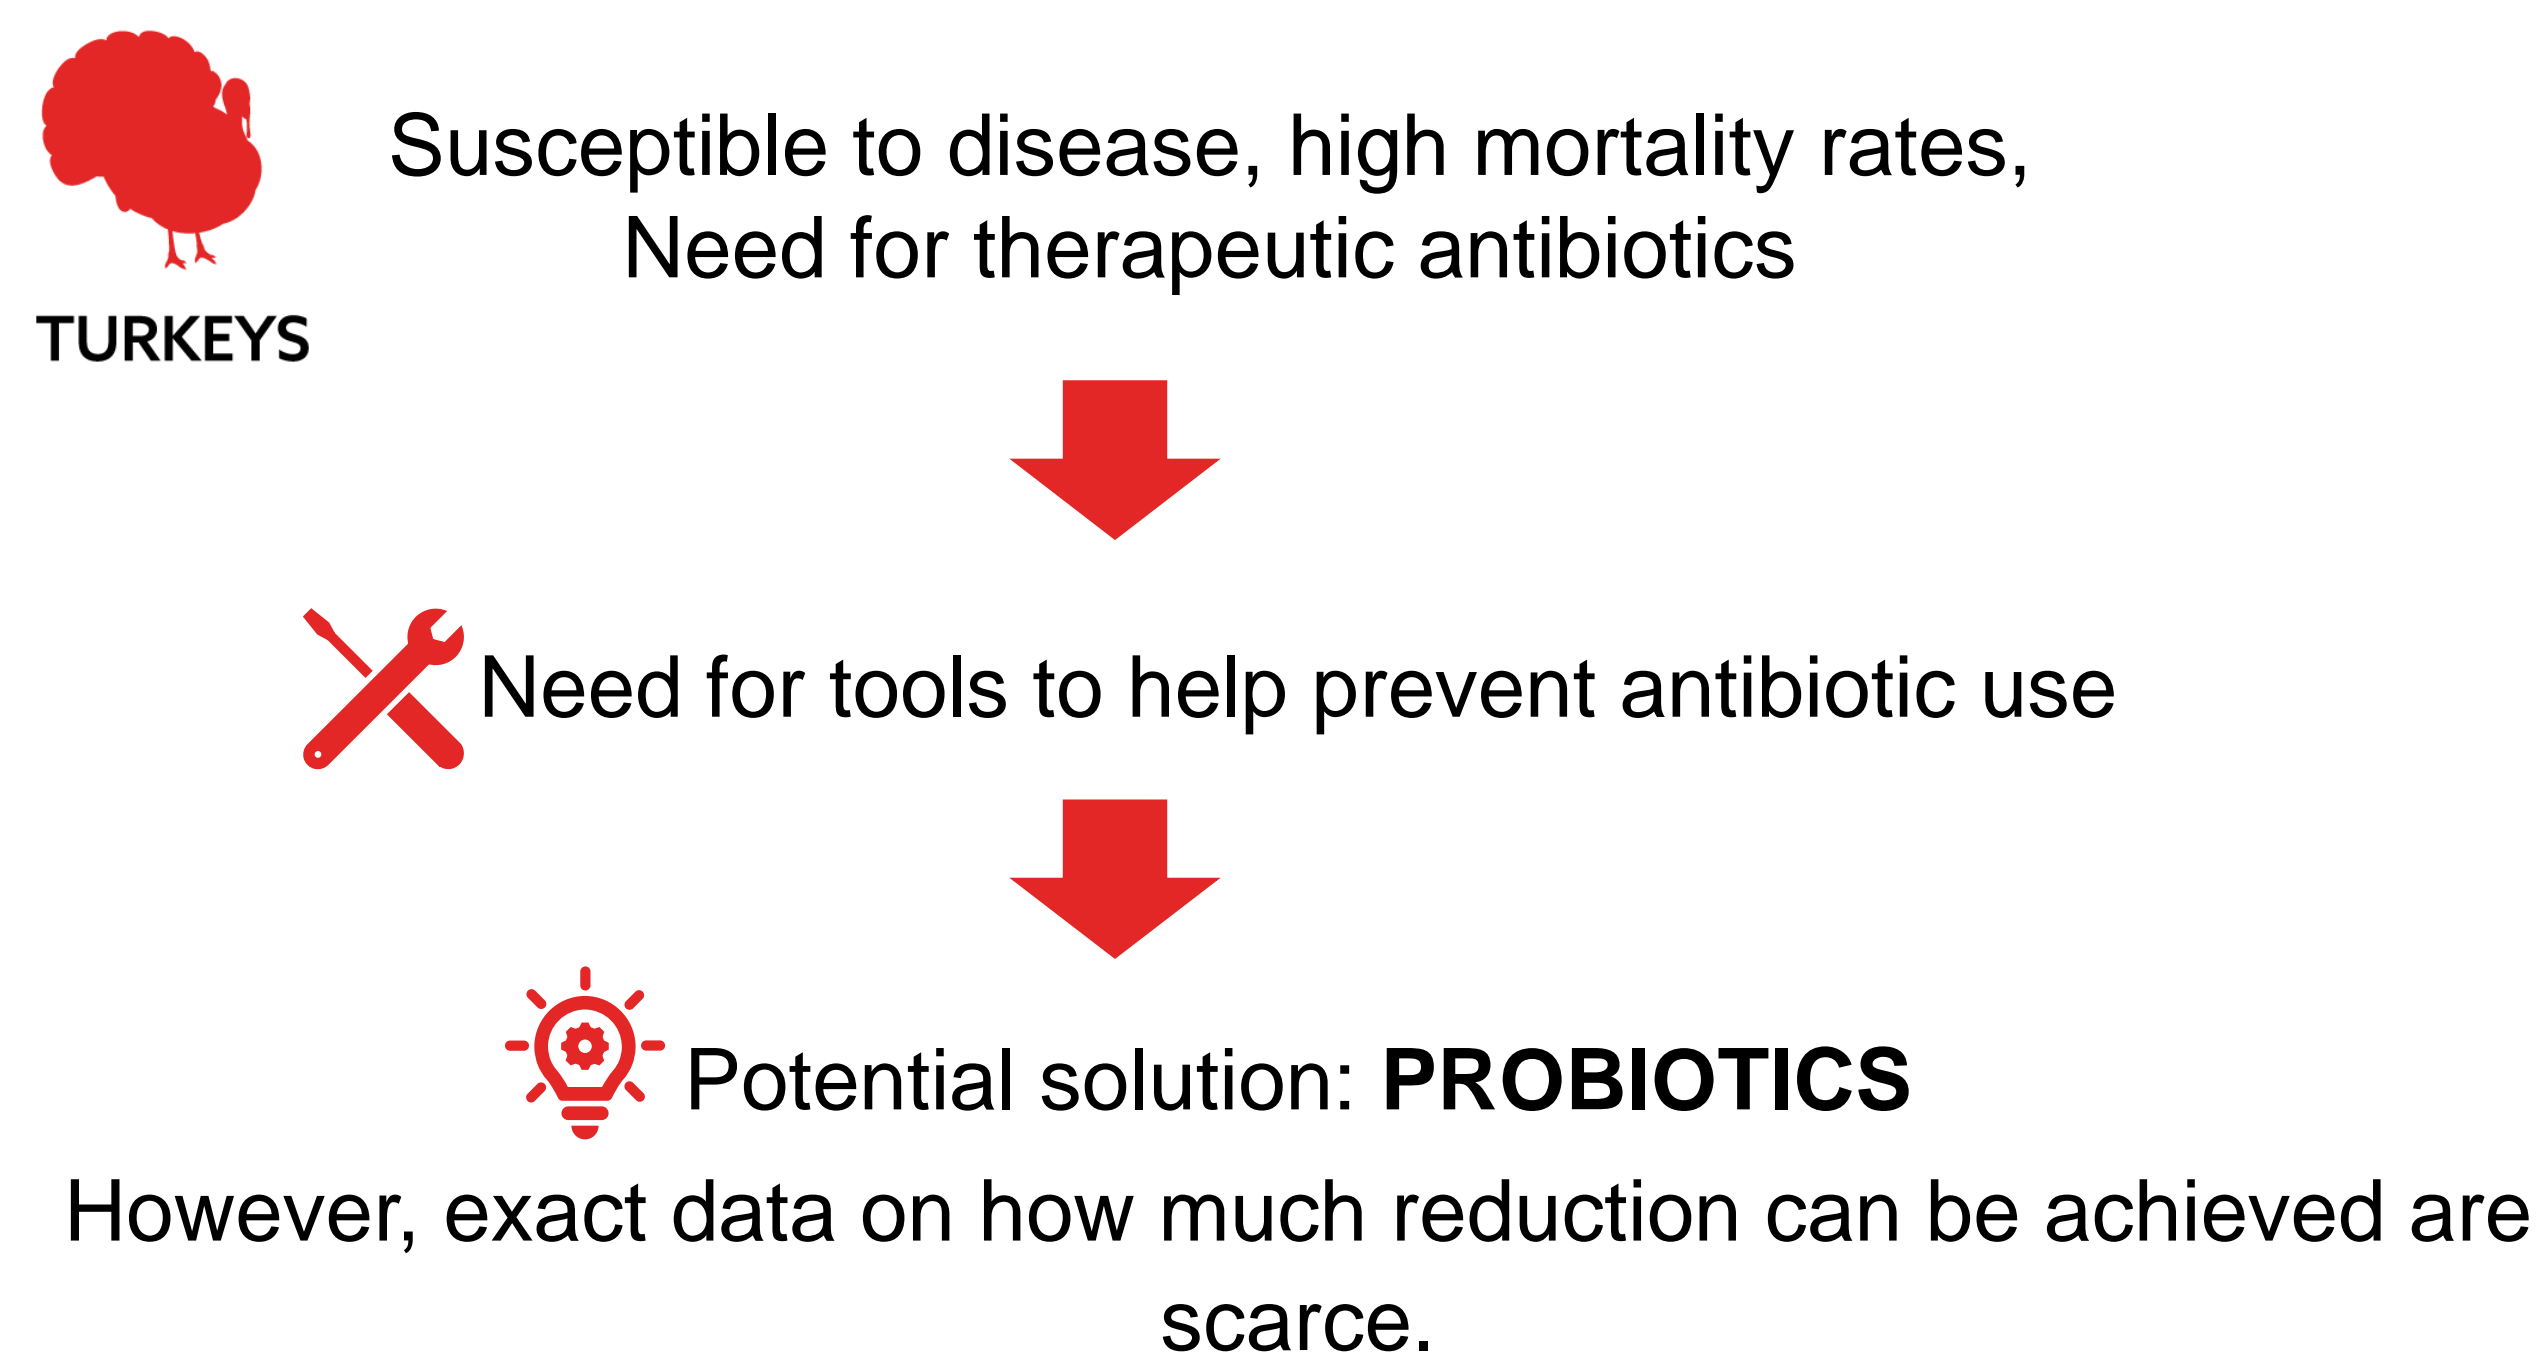 Susceptible to disease, high mortality rates,
Need for therapeutic antibiotics
TURKEYS
Need for tools to help prevent antibiotic use
Potential solution: PROBIOTICS
However, exact data on how much reduction can be achieved are
scarce.